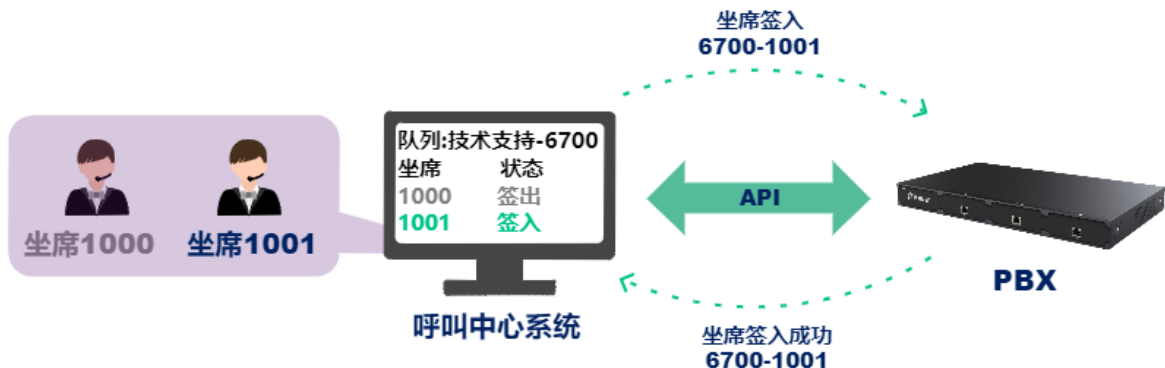 坐席签入
6700-1001
队列:技术支持-6700
坐席 状态
1000 签出
1001 签入
坐席1000 坐席1001
API
PBX
呼叫中心系统
坐席签入成功
6700-1001